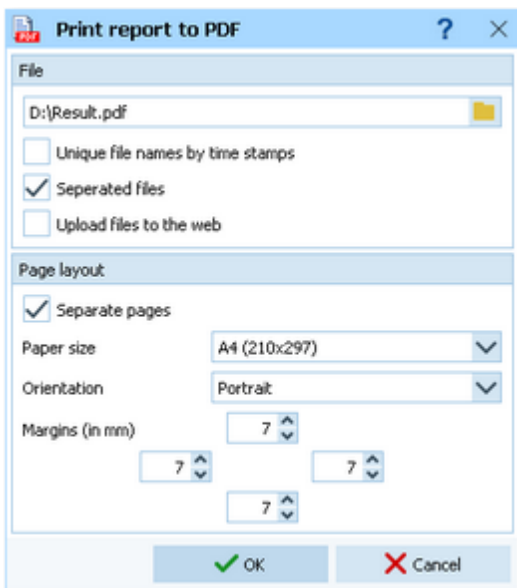 PDF Print report to PDF ?
File
D:\Result.pdf
Unique file names by time stamps
Seperated files
Upload files to the web
Page layout
Separate pages
Paper size A4 (210x297)
Orientation Portrait
Margins (in mm) 7
7 7
7
OK Cancel